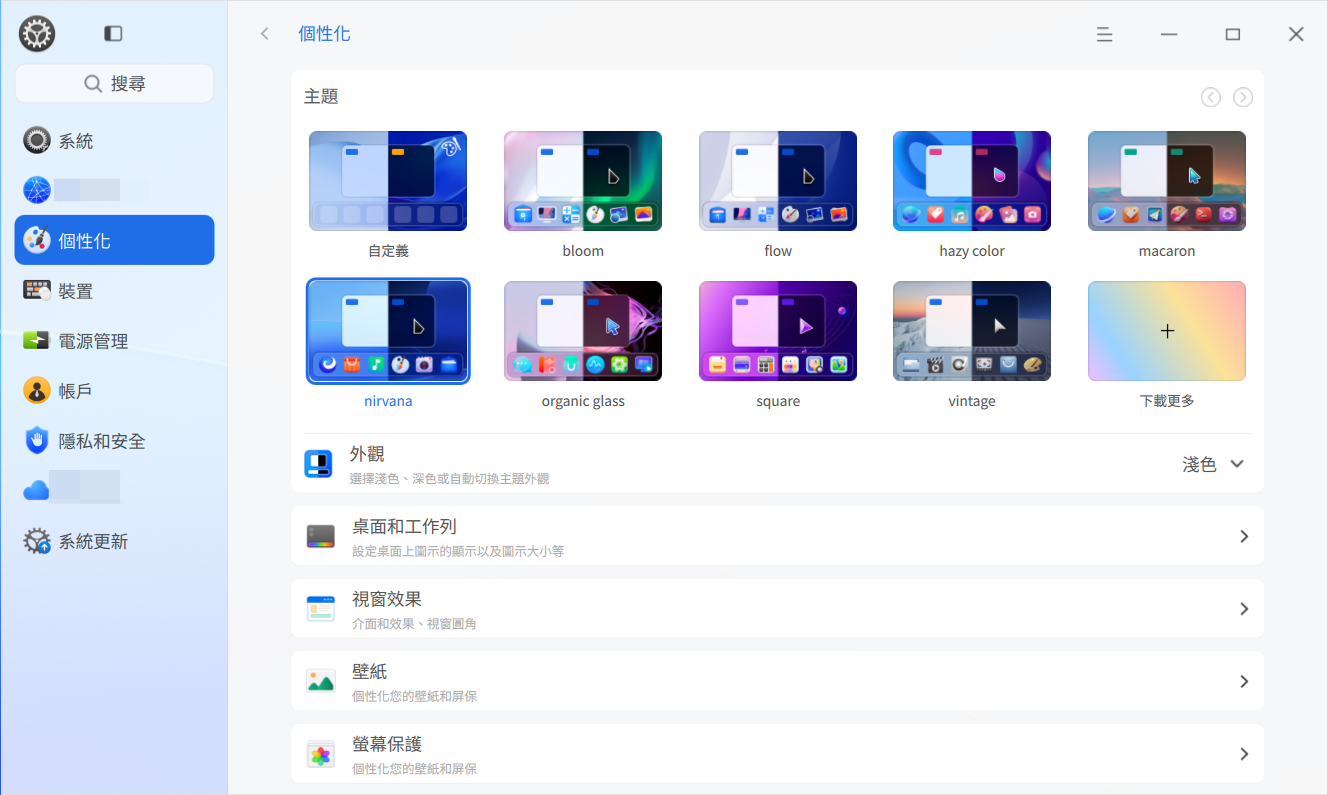 個性化
搜尋
系統
個性化
裝置
電源管理
帳戶
隱私和安全
系統更新
主題
自定義
bloom
flow
hazy color
macaron
nirvana
organic glass
square
vintage
下載更多
外觀
選擇淺色、深色或自動切換主題外觀
淺色
桌面和工作列
設定桌面上圖示的顯示以及圖示大小等
視窗效果
介面和效果、視窗圓角
壁紙
個性化您的壁紙和屏保
螢幕保護
個性化您的壁紙和屏保